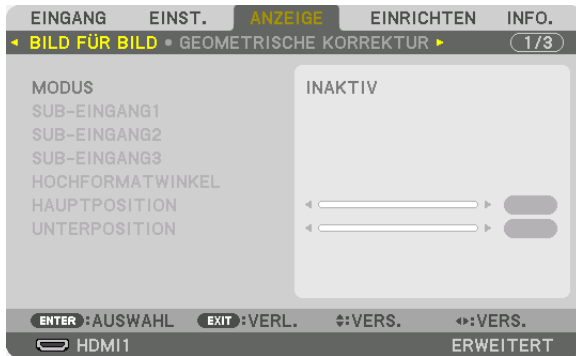 EINGANG EINST. ANZEIGE EINRICHTEN INFO.
BILD FÜR BILD • GEOMETRISCHE KORREKTUR 1/3
MODUS INAKTIV
SUB-EINGANG1
SUB-EINGANG2
SUB-EINGANG3
HOCHFORMATWINKEL
HAUPTPOSITION
UNTERPOSITION
ENTER:AUSWAHL EXIT:VERL. :VERS. :VERS.
HDMI1 ERWEITERT